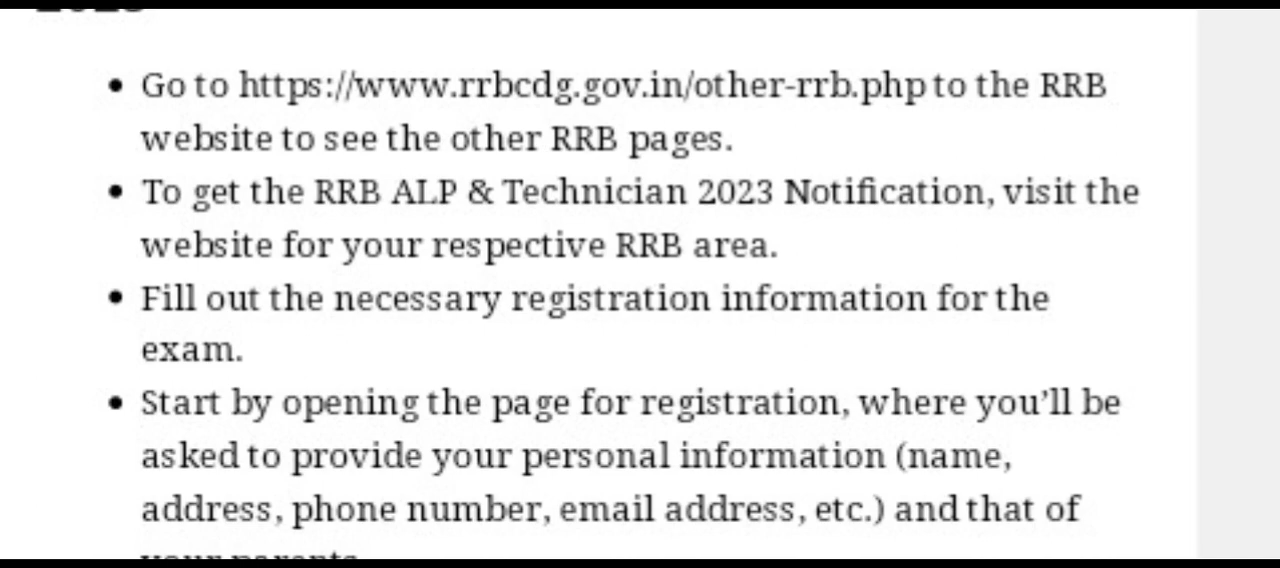 2023
Go to https://www.rrbcdg.gov.in/other-rrb.php to the RRB
website to see the other RRB pages.
To get the RRB ALP & Technician 2023 Notification, visit the
website for your respective RRB area.
Fill out the necessary registration information for the
exam.
Start by opening the page for registration, where you’ll be
asked to provide your personal information (name,
address, phone number, email address, etc.) and that of
your parents.